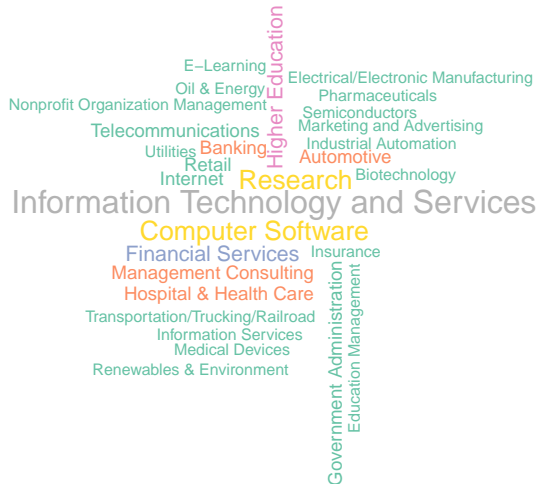 E-Learning
Oil & Energy
Nonprofit Organization Management
Telecommunications
Utilities
Banking
Retail
Internet
Higher Education
Electrical/Electronic Manufacturing
Pharmaceuticals
Semiconductors
Marketing and Advertising
Industrial Automation
Automotive
Research
Biotechnology
Information Technology and Services
Computer Software
Financial Services
Insurance
Management Consulting
Hospital & Health Care
Transportation/Trucking/Railroad
Information Services
Medical Devices
Renewables & Environment
Government Administration
Education Management